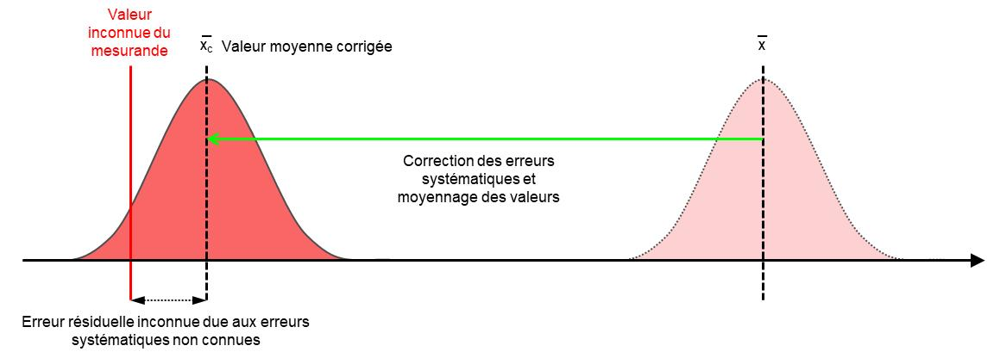 Valeur
inconnue du
mesurande
x̅c Valeur moyenne corrigée
x̅
Correction des erreurs
systématiques et
moyennage des valeurs
Erreur résiduelle inconnue due aux erreurs
systématiques non connues